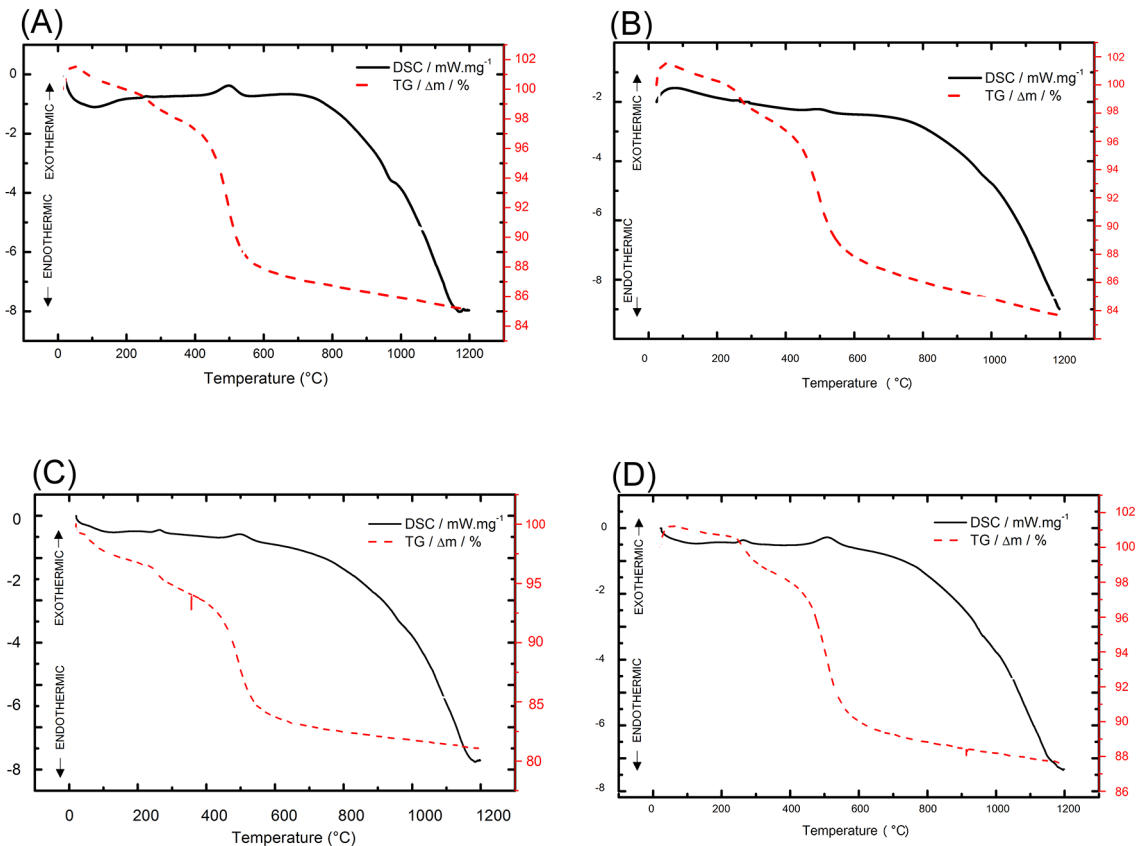 (A)
DSC / mW.mg-1
TG / Δm / %
EXOTHERMIC
ENDOTHERMIC
0
-2
-4
-6
-8
102
100
98
96
94
92
90
88
86
84
0 200 400 600 800 1000 1200
Temperature (°C)
(B)
DSC / mW.mg-1
TG / Δm / %
EXOTHERMIC
ENDOTHERMIC
-2
-4
-6
-8
102
100
98
96
94
92
90
88
86
84
82
0 200 400 600 800 1000 1200
Temperature (°C)
(C)
DSC / mW.mg-1
TG / Δm / %
EXOTHERMIC
ENDOTHERMIC
0
-2
-4
-6
-8
100
95
90
85
80
0 200 400 600 800 1000 1200
Temperature (°C)
(D)
DSC / mW.mg-1
TG / Δm / %
EXOTHERMIC
ENDOTHERMIC
0
-2
-4
-6
-8
102
100
98
96
94
92
90
88
86
0 200 400 600 800 1000 1200
Temperature (°C)